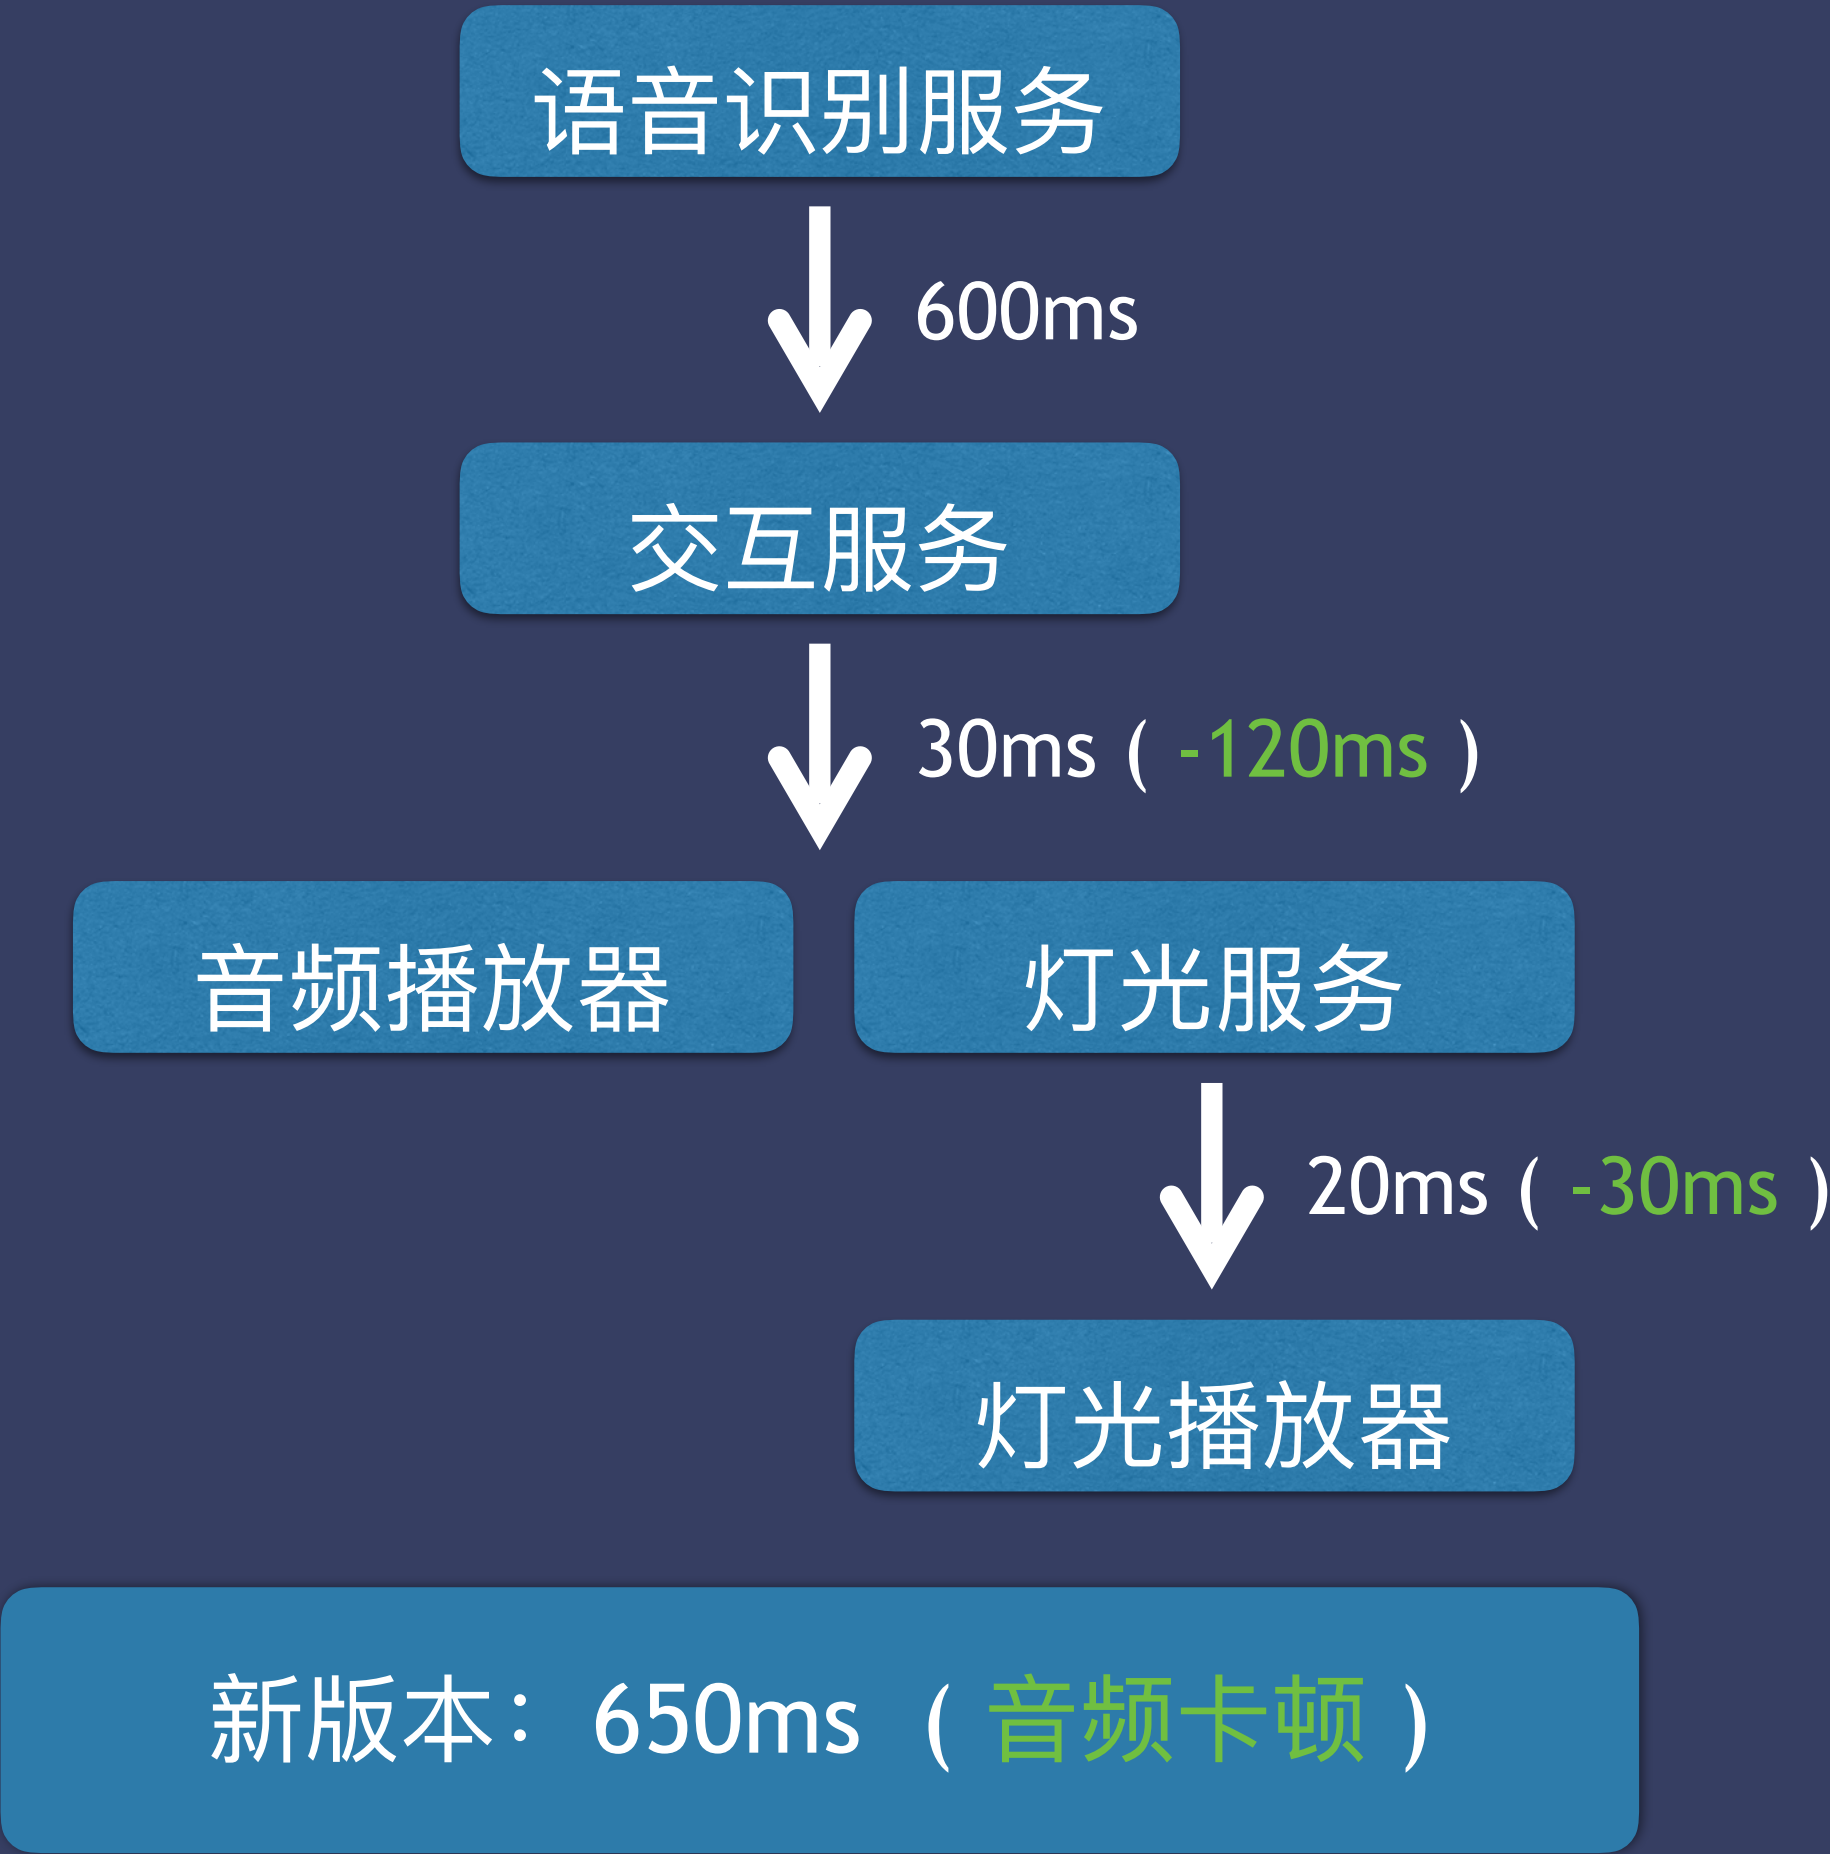 语音识别服务
600ms
交互服务
30ms ( -120ms )
音频播放器
灯光服务
20ms ( -30ms )
灯光播放器
新版本：650ms ( 音频卡顿 )